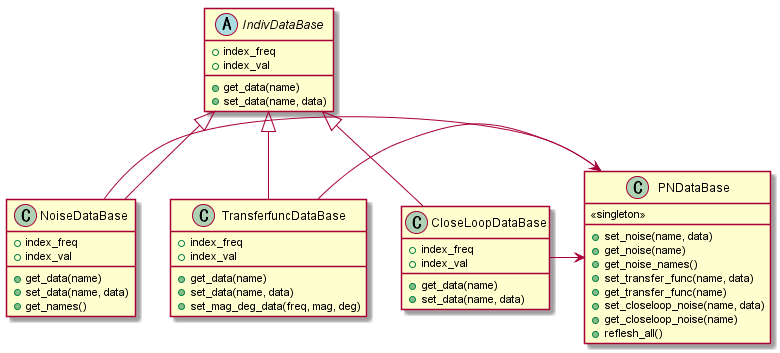 A IndivDataBase
index_freq
index_val
get_data(name)
set_data(name, data)
C NoiseDataBase
index_freq
index_val
get_data(name)
set_data(name, data)
get_names()
C TransferfuncDataBase
index_freq
index_val
get_data(name)
set_data(name, data)
set_mag_deg_data(freq, mag, deg)
C CloseLoopDataBase
index_freq
index_val
get_data(name)
set_data(name, data)
C PNDataBase
«singleton»
set_noise(name, data)
get_noise(name)
get_noise_names()
set_transfer_func(name, data)
get_transfer_func(name)
set_closeloop_noise(name, data)
get_closeloop_noise(name)
reflesh_all()